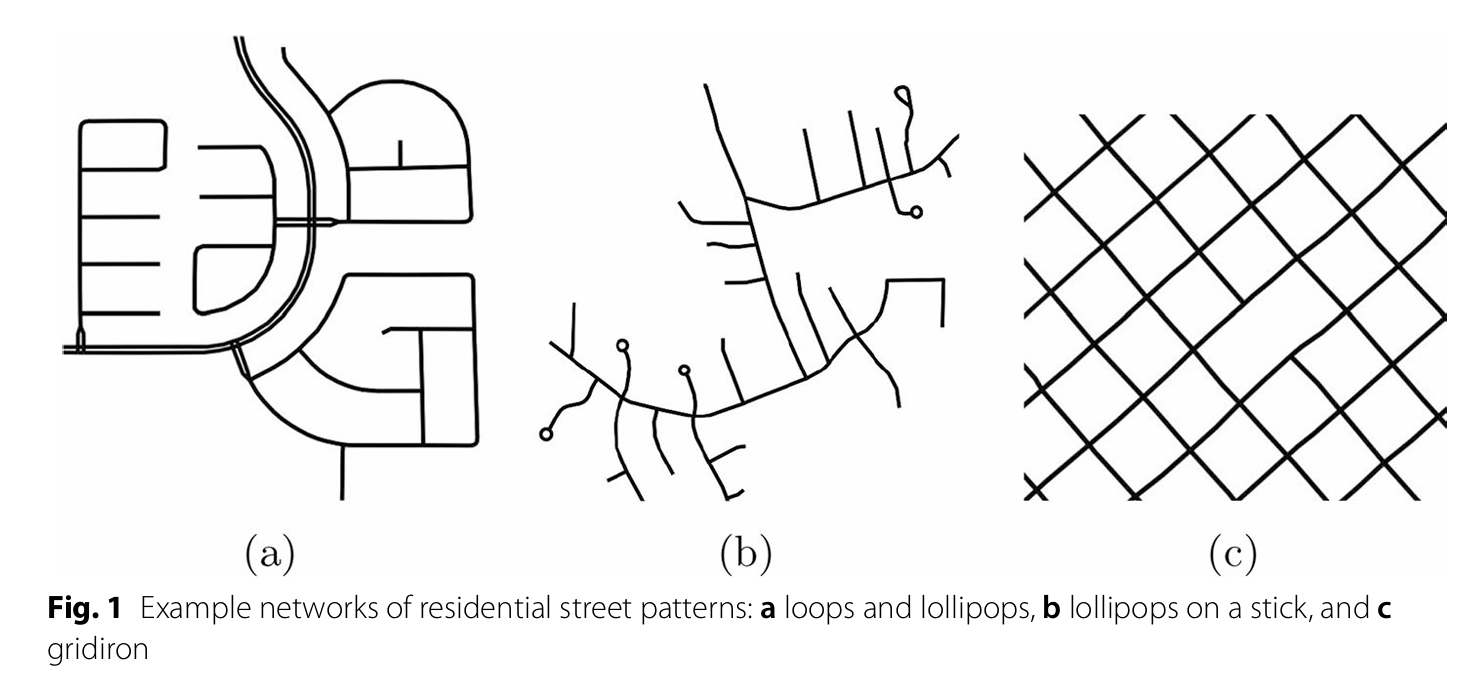 (a) (b) (c)
Fig. 1 Example networks of residential street patterns: a loops and lollipops, b lollipops on a stick, and c
gridiron